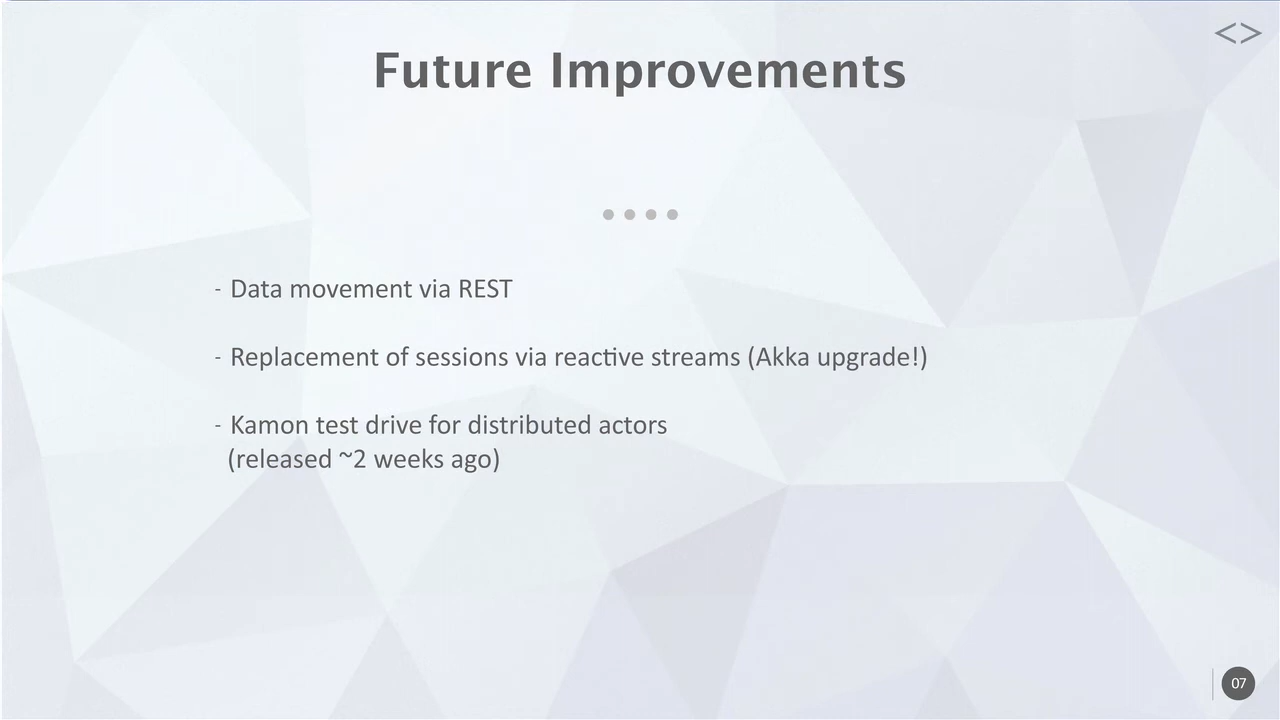 <>
Future Improvements
- Data movement via REST
- Replacement of sessions via reactive streams (Akka upgrade!)
- Kamon test drive for distributed actors
(released ~2 weeks ago)
07